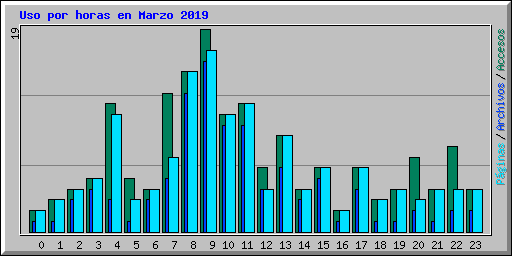 Uso por horas en Marzo 2019
19
Páginas / Archivos / Accesos
0 1 2 3 4 5 6 7 8 9 10 11 12 13 14 15 16 17 18 19 20 21 22 23